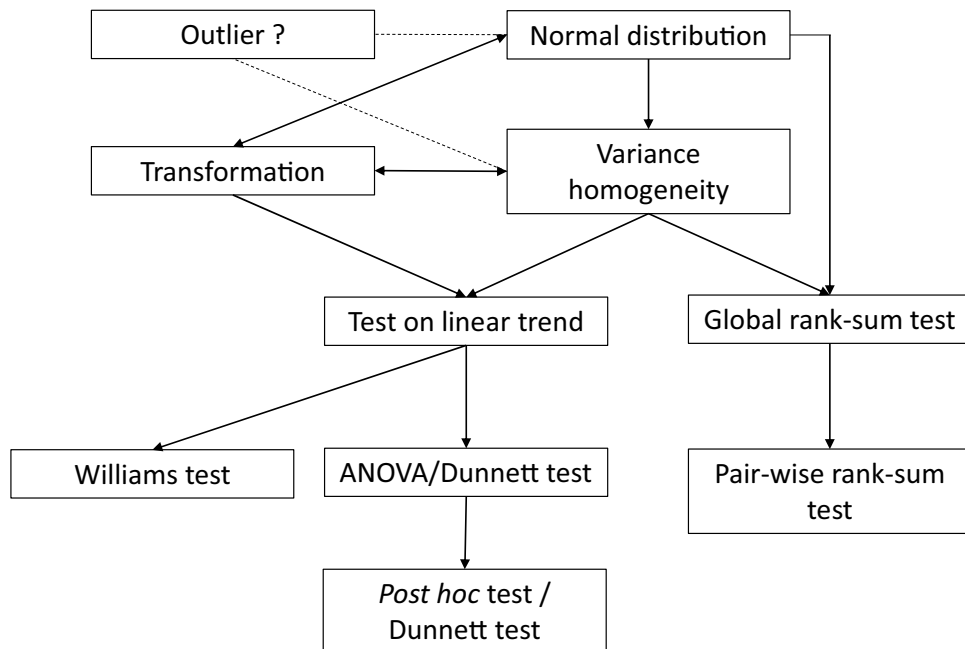 Outlier ?
Normal distribution
Transformation
Variance
homogeneity
Test on linear trend
Global rank-sum test
Williams test
ANOVA/Dunnett test
Pair-wise rank-sum
test
Post hoc test /
Dunnett test